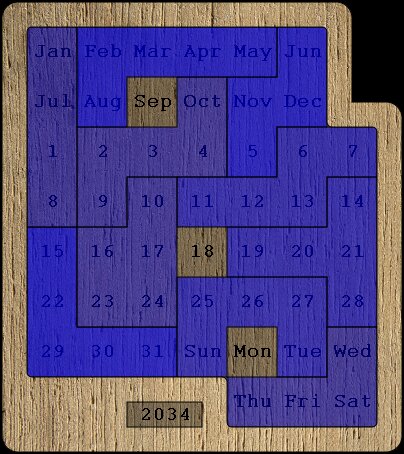 Jan Feb Mar Apr May Jun
Jul Aug Sep Oct Nov Dec
1 2 3 4 5 6 7
8 9 10 11 12 13 14
15 16 17 18 19 20 21
22 23 24 25 26 27 28
29 30 31 Sun Mon Tue Wed
Thu Fri Sat
2034